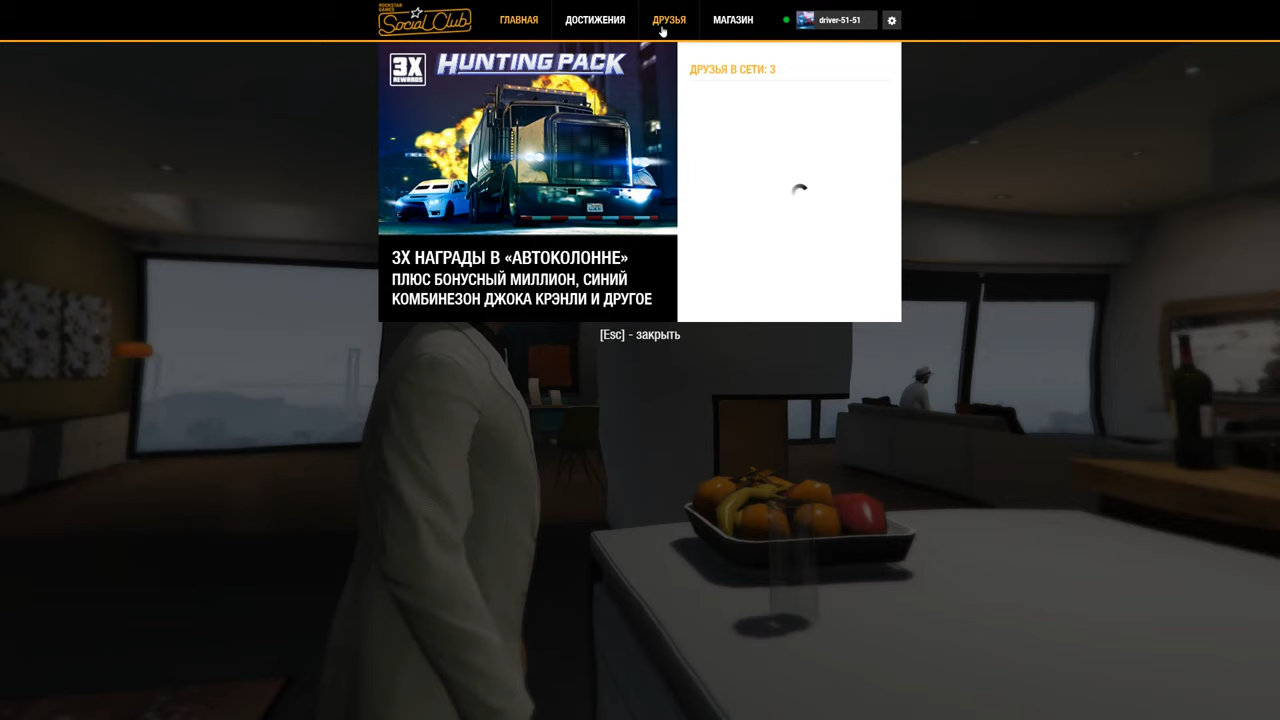 ROCKSTAR
GAMES
Social Club
ГЛАВНАЯ
ДОСТИЖЕНИЯ
ДРУЗЬЯ
МАГАЗИН
driver-51-51
3X
REWARDS
HUNTING PACK
ДРУЗЬЯ В СЕТИ: 3
3X НАГРАДЫ В «АВТОКОЛОННЕ»
ПЛЮС БОНУСНЫЙ МИЛЛИОН, СИНИЙ
КОМБИНЕЗОН ДЖОКА КРЭНЛИ И ДРУГОЕ
[Esc] - закрыть